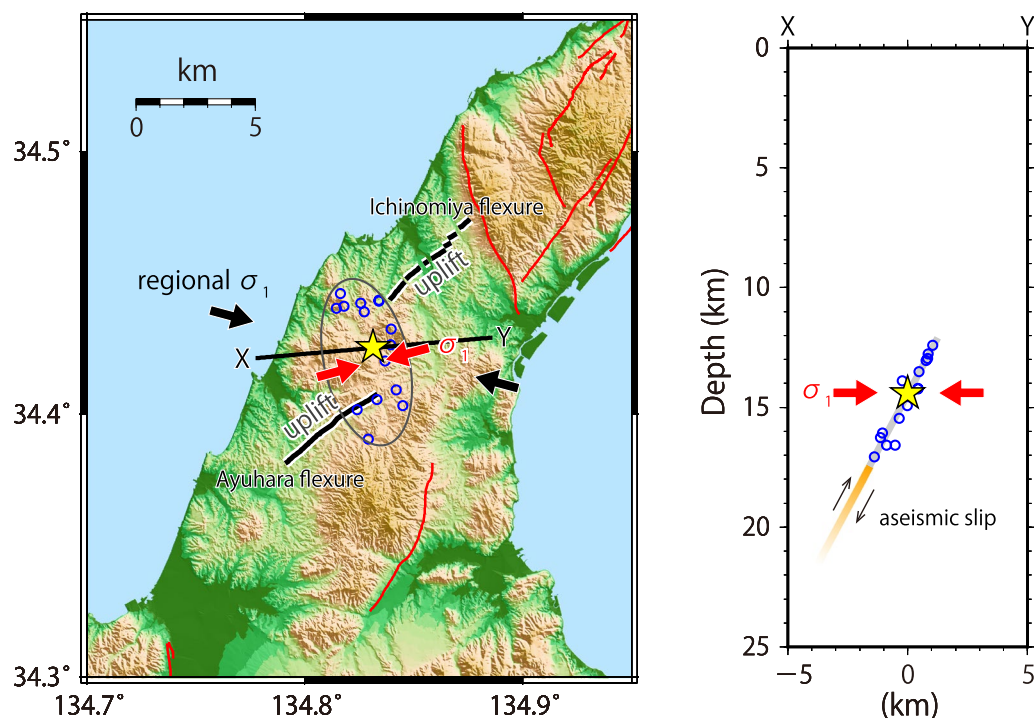 km
0 5
34.5˚
34.4˚
34.3˚
134.7˚ 134.8˚ 134.9˚
Ichinomiya flexure
uplift
regional σ1
X
Y
σ1
uplift
Ayuhara flexure
X Y
Depth (km)
0
5
10
15
20
25
σ1
aseismic slip
−5 0 5
(km)